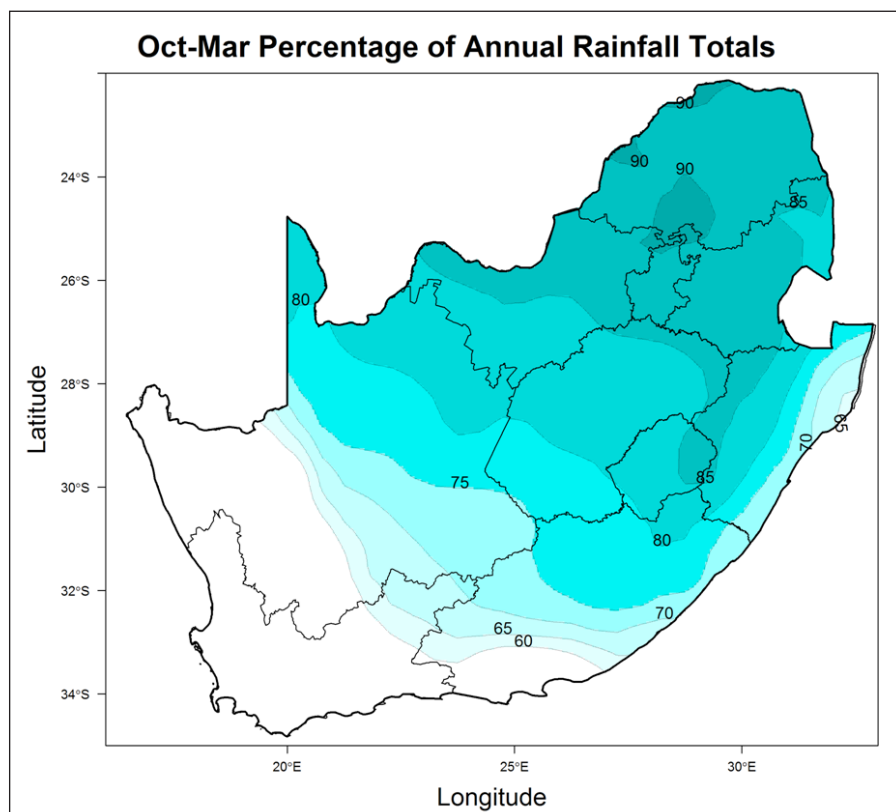 Oct-Mar Percentage of Annual Rainfall Totals
90
90
90
24°S
85
26°S
80
28°S
65
70
75
85
30°S
80
32°S
70
65
60
34°S
20°E
25°E
30°E
Latitude
Longitude